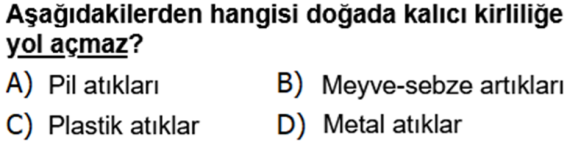 Aşağıdakilerden hangisi doğada kalıcı kirliliğe
yol açmaz?
A) Pil atıkları B) Meyve-sebze artıkları
C) Plastik atıklar D) Metal atıklar